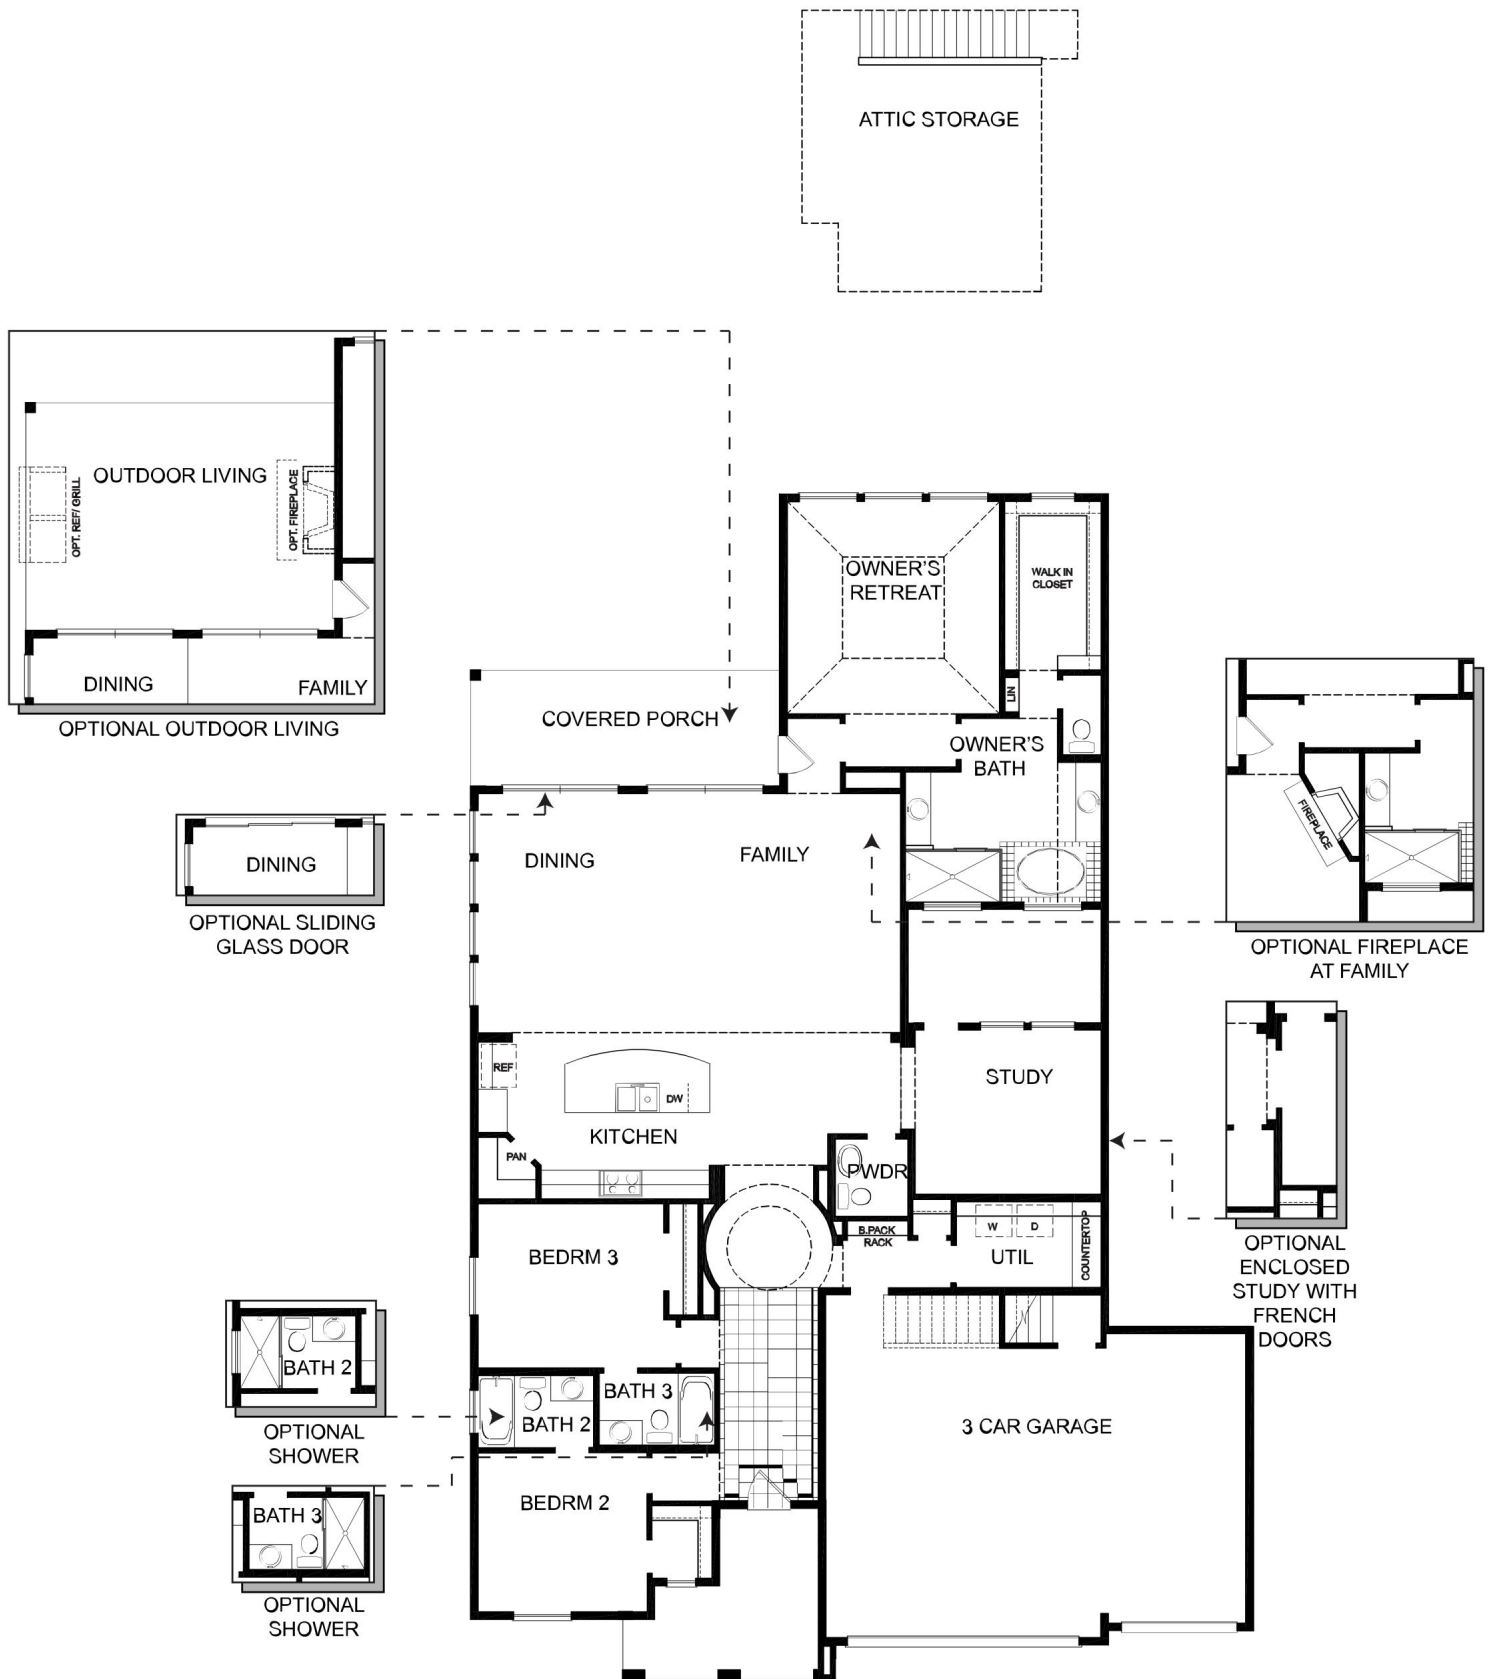 ATTIC STORAGE
OUTDOOR LIVING
OPT. REF/ GRILL
OPT. FIREPLACE
DINING
FAMILY
OPTIONAL OUTDOOR LIVING
OWNER'S
RETREAT
WALK IN
CLOSET
LIN
COVERED PORCH
OWNER'S
BATH
FIREPLACE
OPTIONAL FIREPLACE
AT FAMILY
DINING
OPTIONAL SLIDING
GLASS DOOR
DINING
FAMILY
REF
DW
KITCHEN
PAN
STUDY
PWDR
B.PACK
RACK
W
D
UTIL
COUNTERTOP
OPTIONAL
ENCLOSED
STUDY WITH
FRENCH
DOORS
BEDRM 3
BATH 2
OPTIONAL
SHOWER
BATH 3
BATH 2
3 CAR GARAGE
BEDRM 2
BATH 3
OPTIONAL
SHOWER